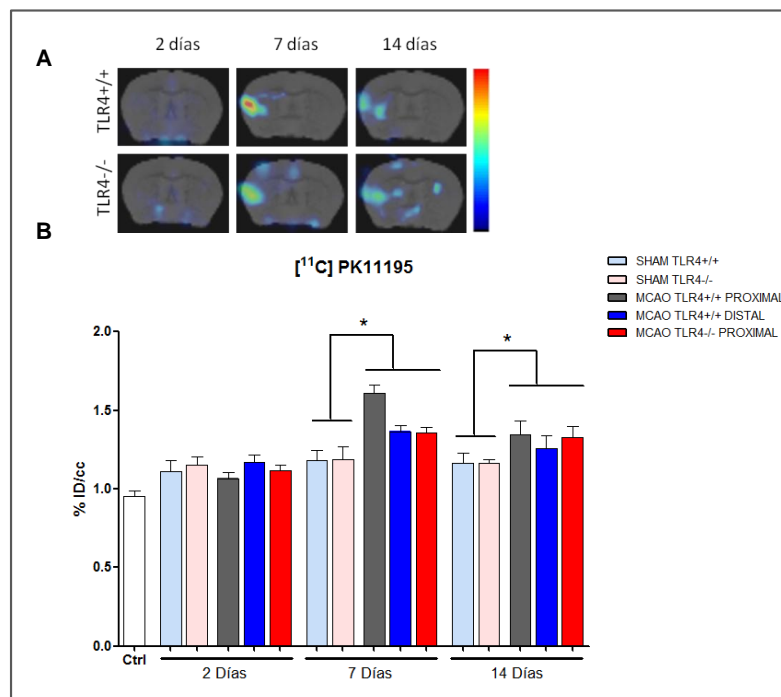 A
2 días 7 días 14 días
TLR4+/+
TLR4-/-
B
[¹¹C] PK11195
SHAM TLR4+/+
SHAM TLR4-/-
MCAO TLR4+/+ PROXIMAL
MCAO TLR4+/+ DISTAL
MCAO TLR4-/- PROXIMAL
% ID/cc
2.0
1.5
1.0
0.5
0.0
* *
Ctrl
2 Días 7 Días 14 Días